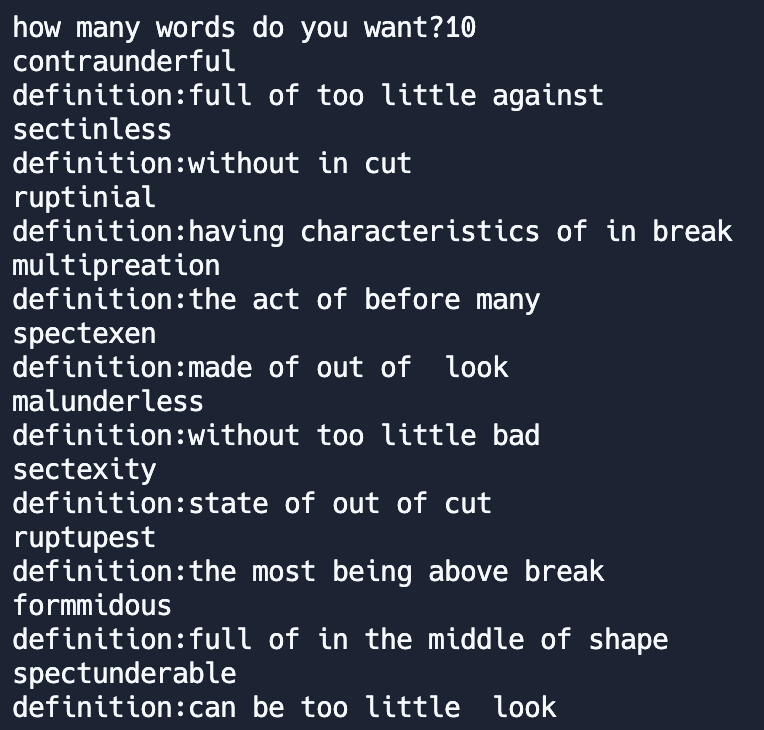 how many words do you want?10
contraunderful
definition:full of too little against
sectinless
definition:without in cut
ruptinial
definition:having characteristics of in break
multipreation
definition:the act of before many
spectexen
definition:made of out of  look
malunderless
definition:without too little bad
sectexity
definition:state of out of cut
ruptupest
definition:the most being above break
formmidous
definition:full of in the middle of shape
spectunderable
definition:can be too little  look